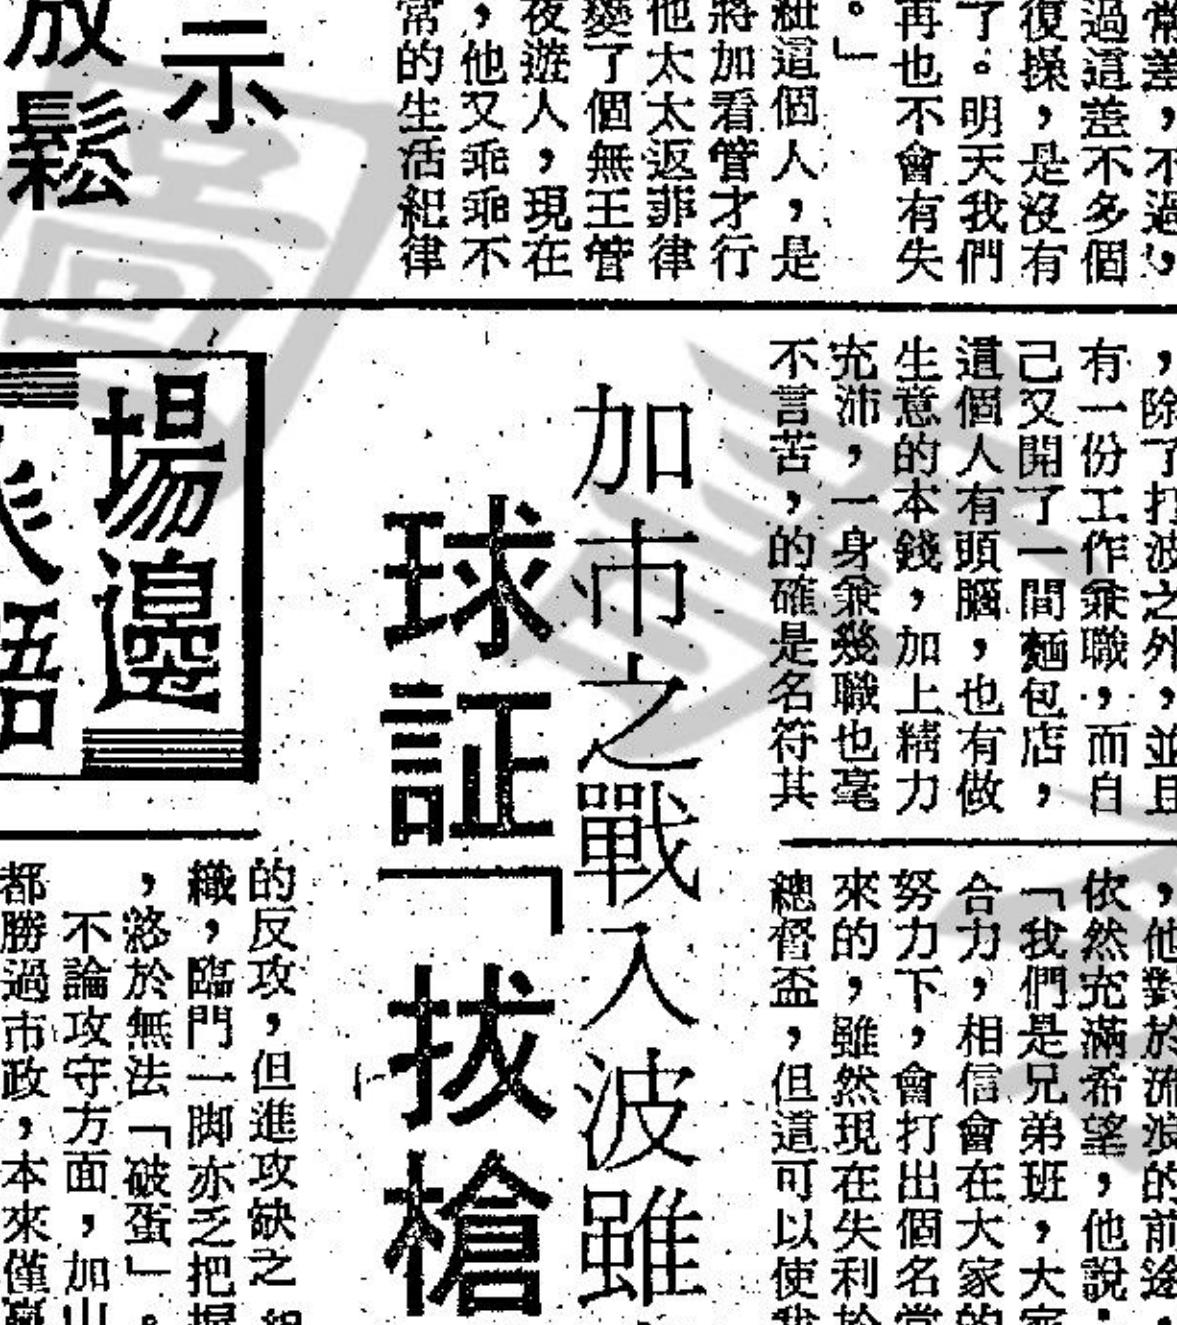 常差，不過，
過這差不多個
復操，是沒有
了。明天我們
再也不會有失
。」
紐這個人，是
將加看管才行
他太太返菲律
變了個無王管
夜遊人，現在
，他又乖乖不
常的生活紀律
示
放鬆
，除了打波之外，並且
有一份工作兼職，而自
己又開了一間麵包店，
這個人有頭腦，也有做
生意的本錢，加上精力
充沛，一身兼幾職也毫
不言苦，的確是名符其
，他對於流浪的前途，
依然充滿希望，他說：
「我們是兄弟班，大家
合力，相信會在大家的
努力下，會打出個名堂
來的，雖然現在失利於
總督盃，但這可以使我
加市之戰入波雖
球証「拔槍
場邊
語
的反攻，但進攻缺乏組
織，臨門一脚亦乏把握
，終於無法「破蛋」。
不論攻守方面，加山
都勝過市政，本來僅贏